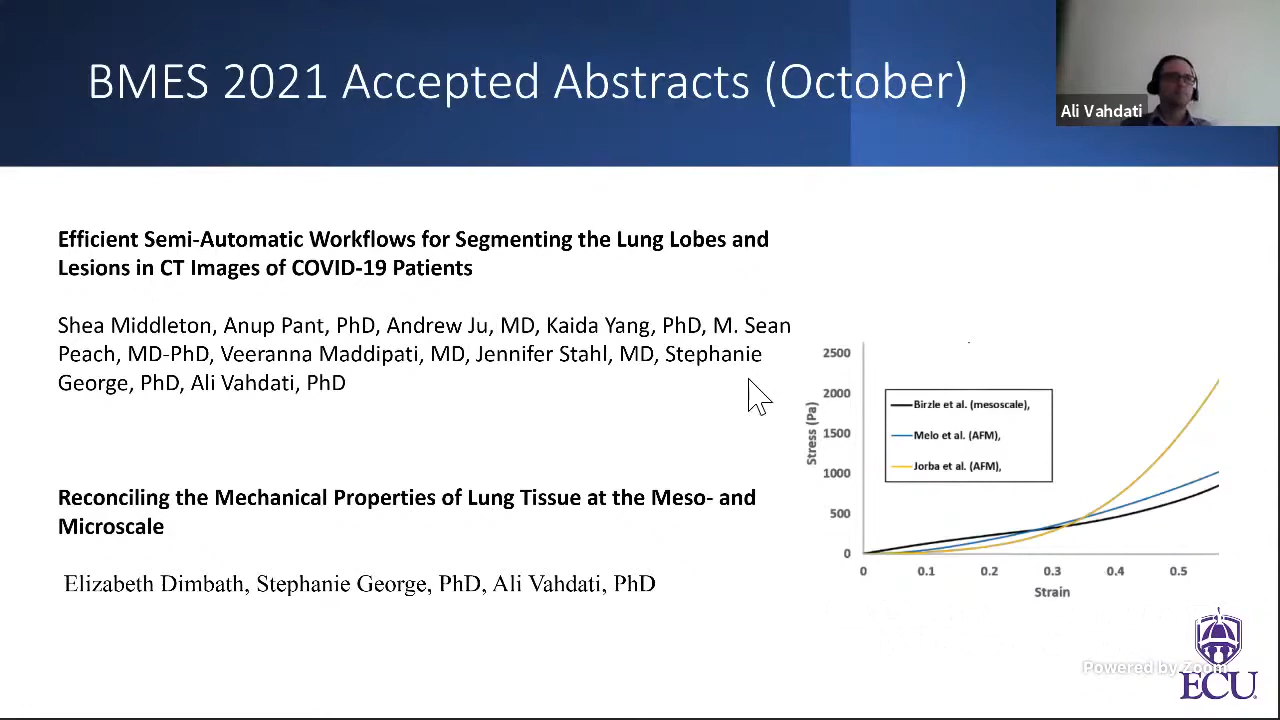 BMES 2021 Accepted Abstracts (October)
Ali Vahdati
Efficient Semi-Automatic Workflows for Segmenting the Lung Lobes and
Lesions in CT Images of COVID-19 Patients
Shea Middleton, Anup Pant, PhD, Andrew Ju, MD, Kaida Yang, PhD, M. Sean
Peach, MD-PhD, Veeranna Maddipati, MD, Jennifer Stahl, MD, Stephanie
George, PhD, Ali Vahdati, PhD
Reconciling the Mechanical Properties of Lung Tissue at the Meso- and
Microscale
Elizabeth Dimbath, Stephanie George, PhD, Ali Vahdati, PhD
2500
2000
1500
1000
500
0
Stress (Pa)
Birzle et al. (mesoscale),
Melo et al. (AFM),
Jorba et al. (AFM),
0 0.1 0.2 0.3 0.4 0.5
Strain
Powered by Zoom
ECU